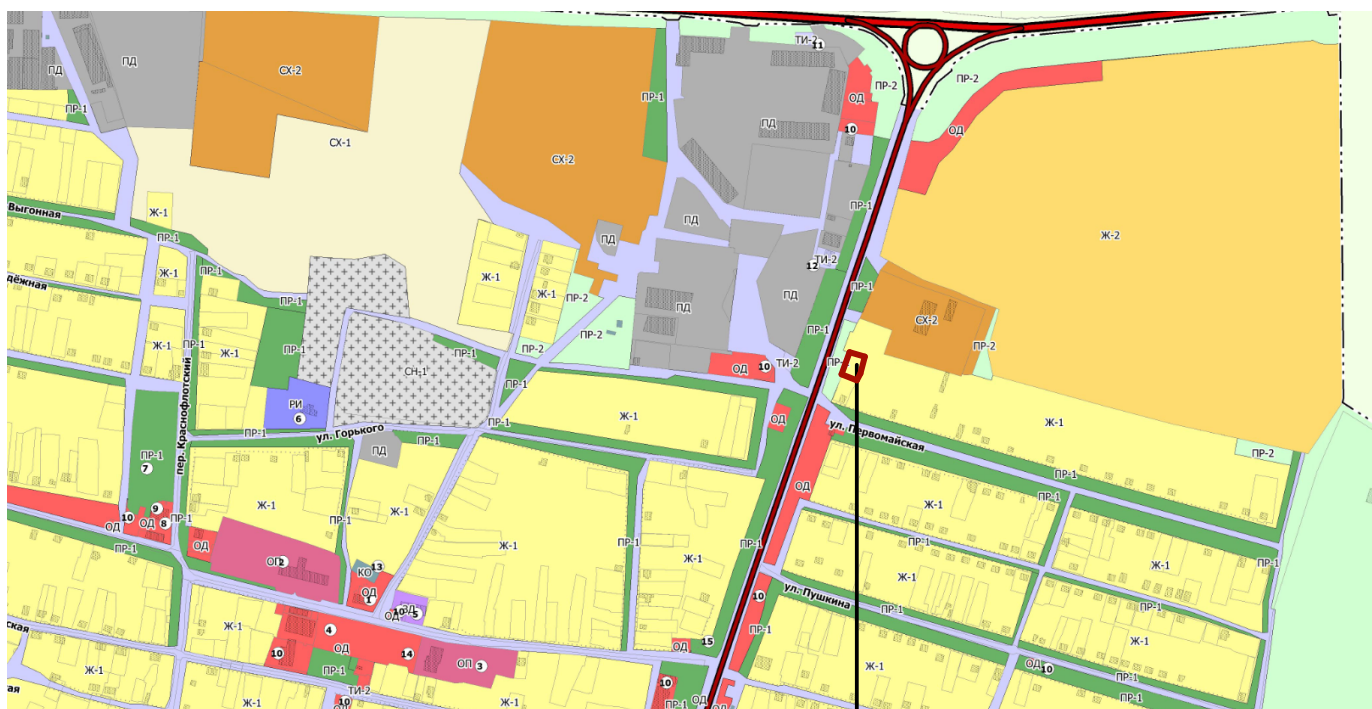 ТИ-2
11
ПД
ПД
СХ-2
ПР-1
ПР-2
ПР-2
ОД
10
ПД
ОД
ПР-1
СХ-1
СХ-2
Ж-2
Выгонная
Ж-1
ПР-1
ПД
ПР-1
ПД
ТИ-2
12
ПД
Ж-1
ПР-1
Ж-1
Ж-1
ПР-2
ПР-1
ПР-1
ПД
СХ-2
ПР-2
ПР-1
ПР-2
ПР-1
Ж-1
ПР-1
Ж-1
ПР-1
ПР-2
ОД
10
ТИ-2
СН-1
ПР-1
РИ
6
пер. Краснофлотский
ПР-1
ул. Горького
ПР-1
ПР-1
Ж-1
ОД
ул. Первомайская
Ж-1
ПР-2
ПД
ПР-1
7
ПР-1
ОД
ПР-1
Ж-1
ПР-1
Ж-1
Ж-1
Ж-1
Ж-1
ПР-1
9
10
ОД
ОД
8
ПР-1
ОД
ПР-1
ПР-1
Ж-1
ПР-1
ПР-1
ОП
2
КО
13
ОД
1
10
ОД
ЗД
5
10
ул. Пушкина
Ж-1
ПР-1
Ж-1
4
ОД
14
ОП
3
ОД
15
ПР-1
Ж-1
10
ПР-1
ТИ-2
10
10
ПР-1
ОД
Ж-1
Ж-1
Ж-1
Ж-1
Ж-1
ОД
10
ПР-1
ПР-1